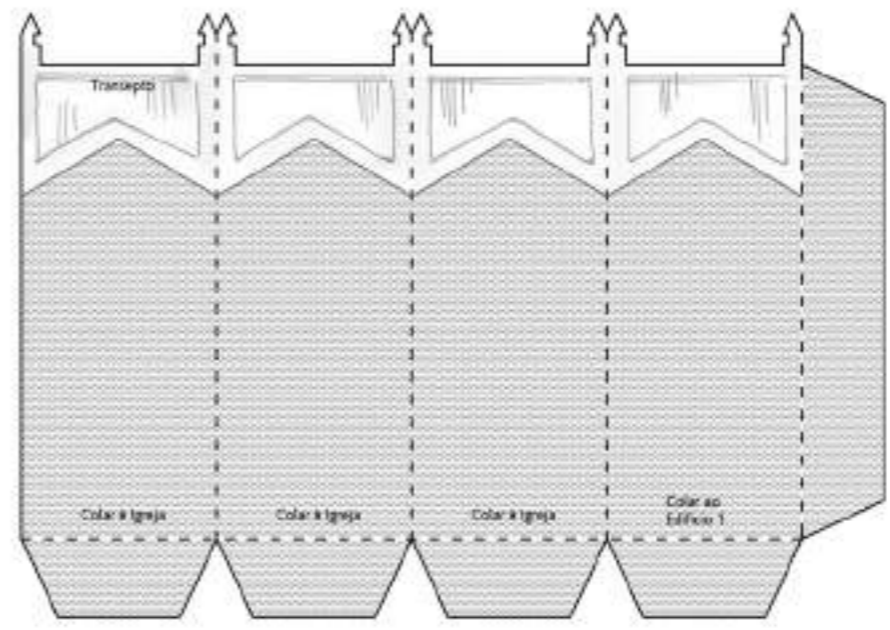 Transepto
Colar à Igreja
Colar à Igreja
Colar à Igreja
Colar ao
Edifício 1